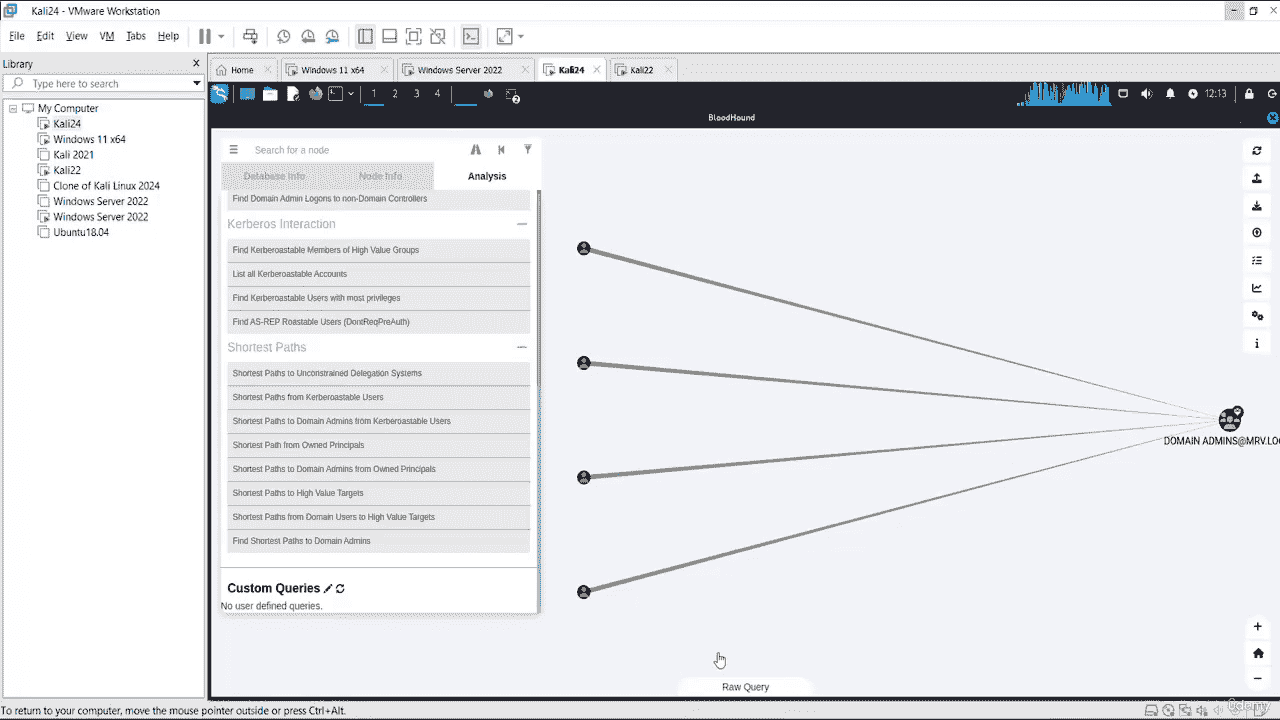 Kali24 - VMware Workstation
File Edit View VM Tabs Help
Library
Type here to search
My Computer
Kali24
Windows 11 x64
Kali 2021
Kali22
Clone of Kali Linux 2024
Windows Server 2022
Windows Server 2022
Ubuntu18.04
Home
Windows 11 x64
Windows Server 2022
Kali24
Kali22
1 2 3 4
2
12:13
BloodHound
Search for a node
Database Info
Node Info
Analysis
Find Domain Admin Logons to non-Domain Controllers
Kerberos Interaction
Find Kerberoastable Members of High Value Groups
List all Kerberoastable Accounts
Find Kerberoastable Users with most privileges
Find AS-REP Roastable Users (DontReqPreAuth)
Shortest Paths
Shortest Paths to Unconstrained Delegation Systems
Shortest Paths from Kerberoastable Users
Shortest Paths to Domain Admins from Kerberoastable Users
Shortest Path from Owned Principals
Shortest Paths to Domain Admins from Owned Principals
Shortest Paths to High Value Targets
Shortest Paths from Domain Users to High Value Targets
Find Shortest Paths to Domain Admins
Custom Queries
No user defined queries.
DOMAIN ADMINS@MRV.LO
Raw Query
To return to your computer, move the mouse pointer outside or press Ctrl+Alt.
udemy